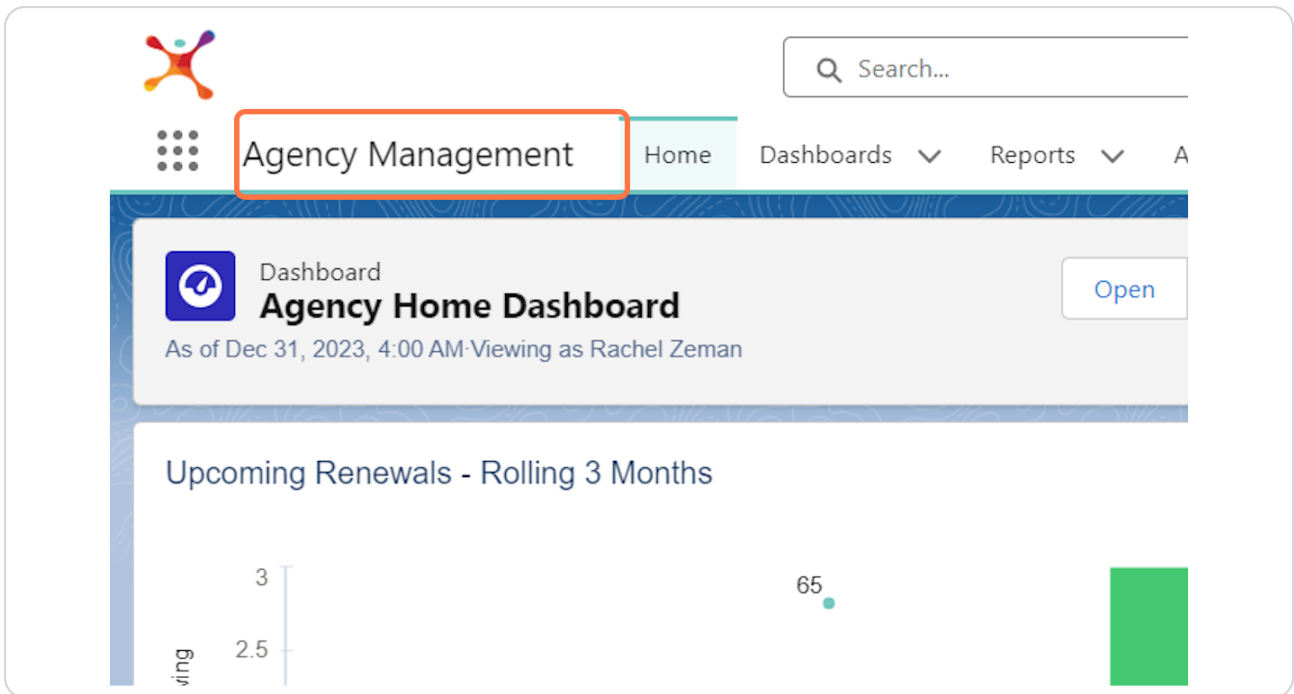 Search...
Agency Management
Home
Dashboards
Reports
A
Dashboard
Agency Home Dashboard
Open
As of Dec 31, 2023, 4:00 AM·Viewing as Rachel Zeman
Upcoming Renewals - Rolling 3 Months
3
65
2.5